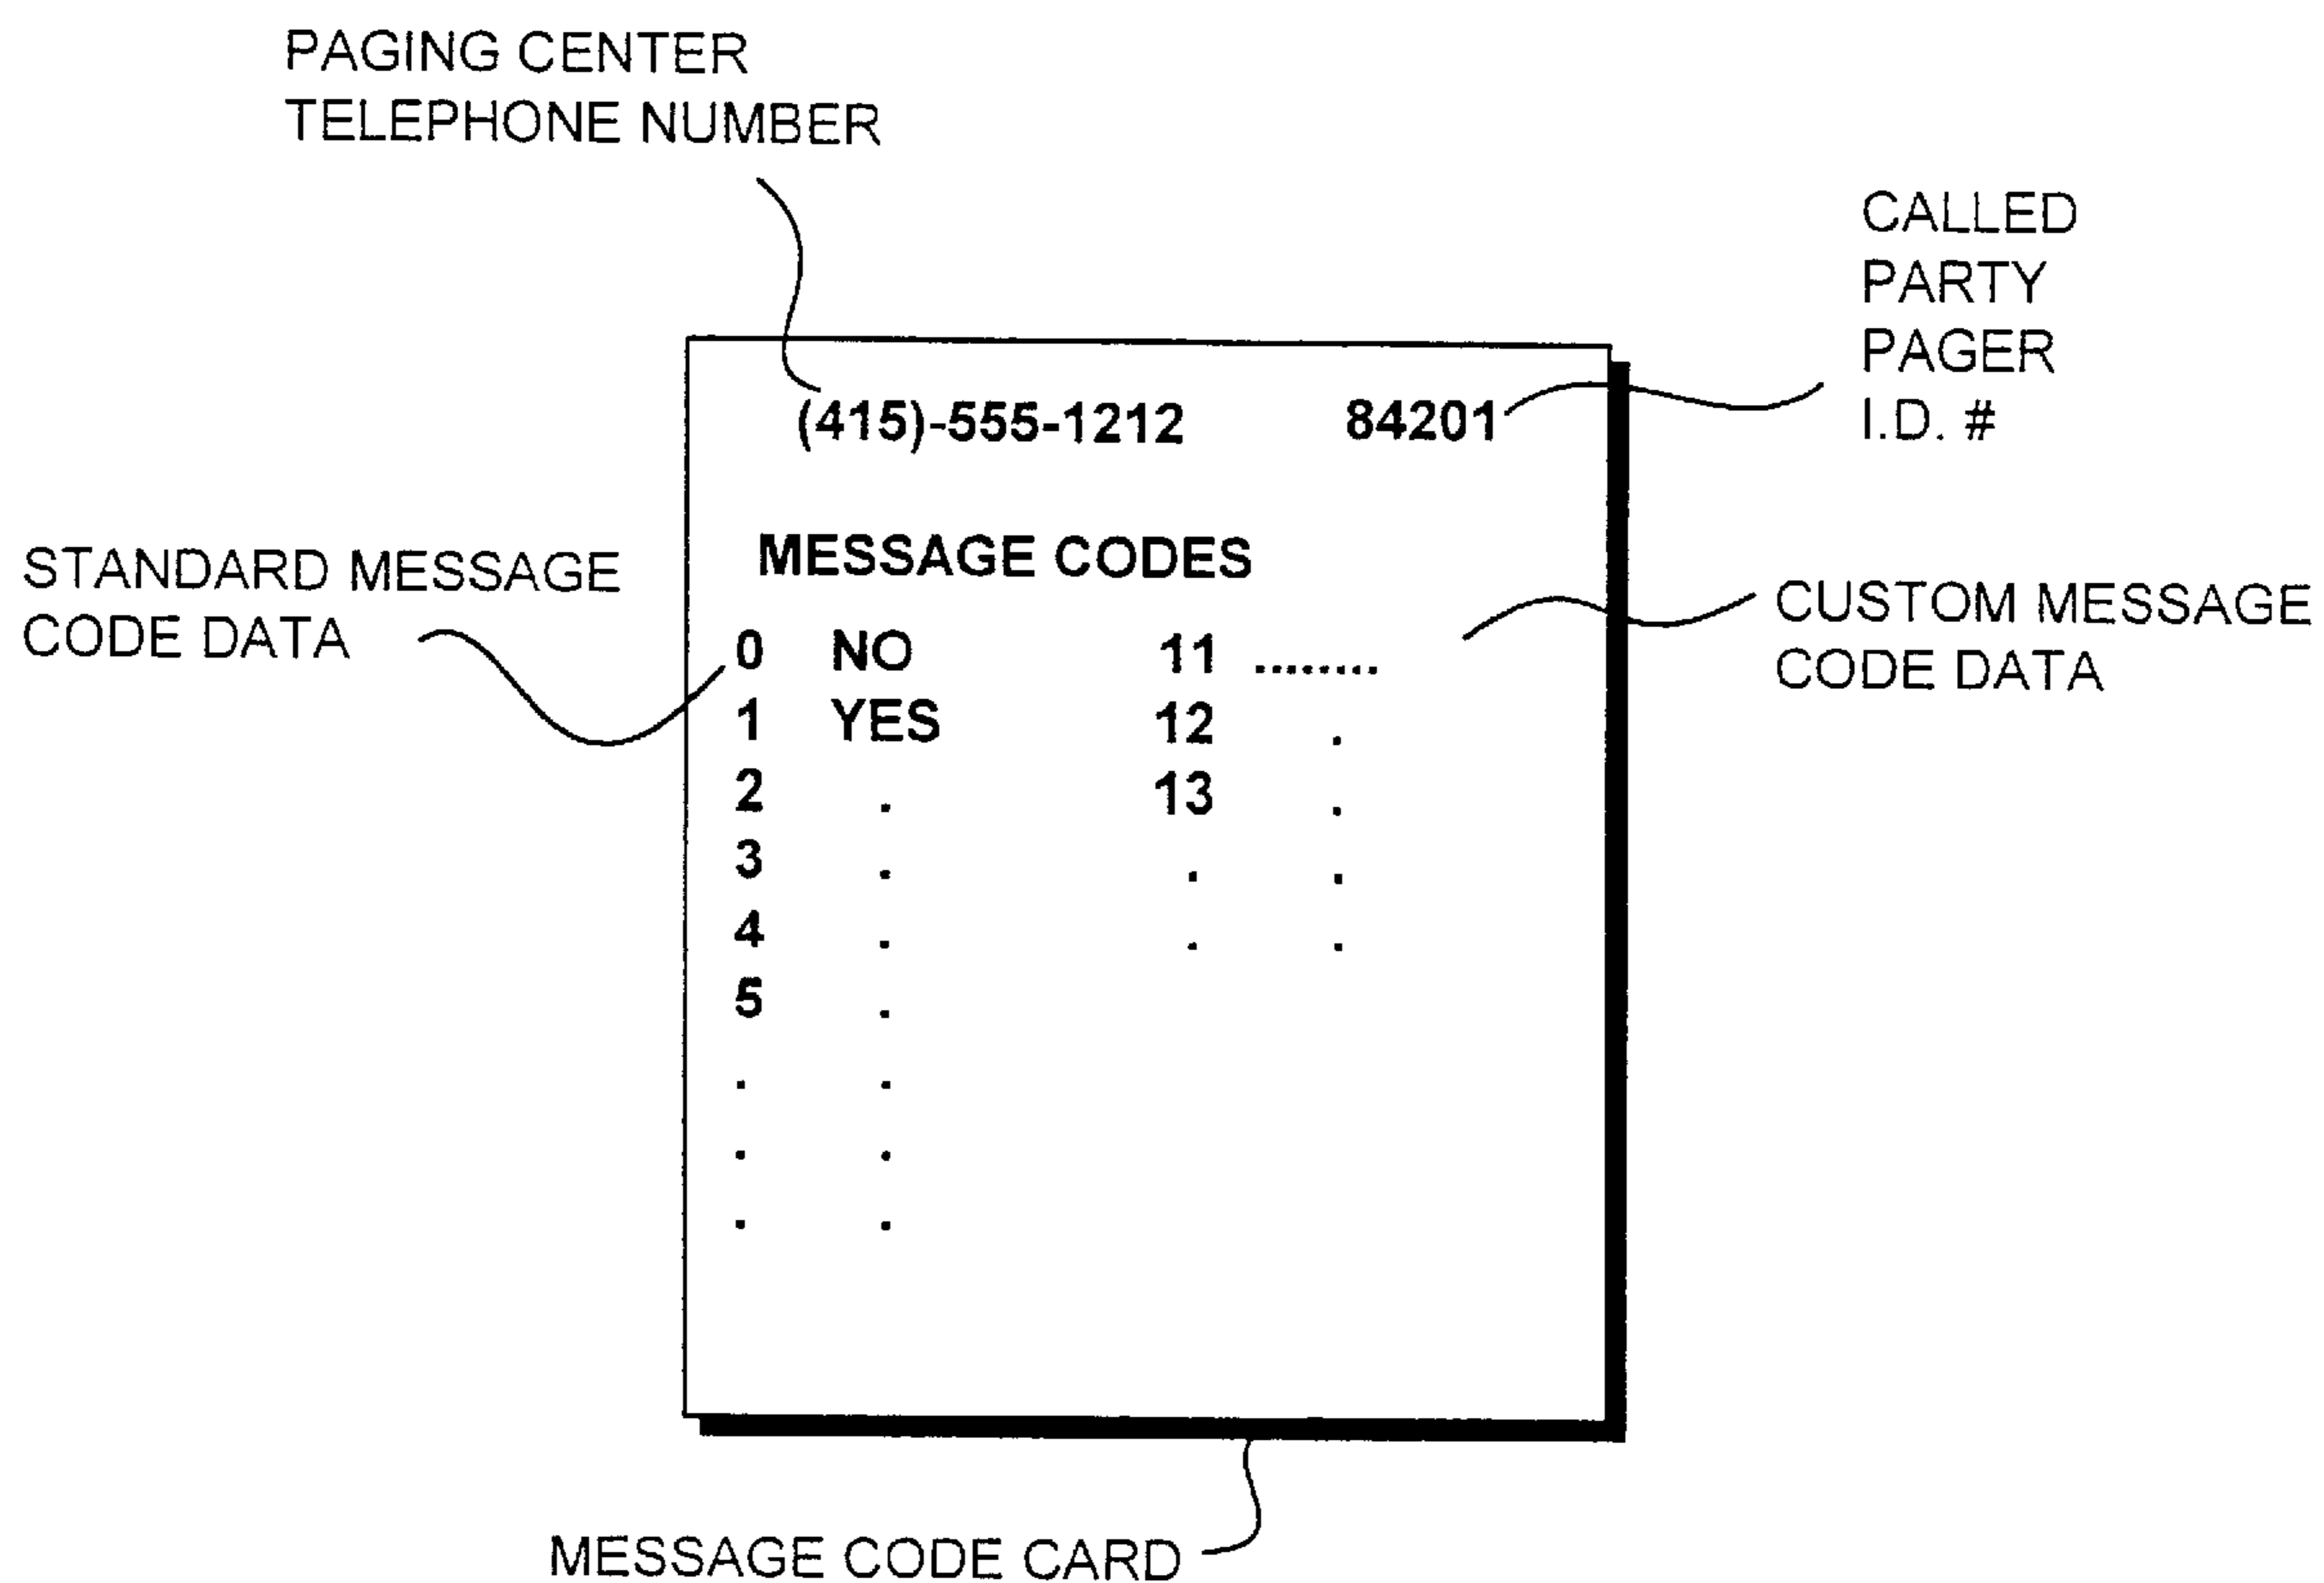 PAGING CENTER
TELEPHONE NUMBER
CALLED
PARTY
PAGER
I.D. #
(415)-555-1212 84201
MESSAGE CODES
STANDARD MESSAGE
CODE DATA
CUSTOM MESSAGE
CODE DATA
0 NO 11 ........
1 YES 12 .
2 . 13 .
3 . . .
4 . . .
5 .
. .
. .
. .
MESSAGE CODE CARD